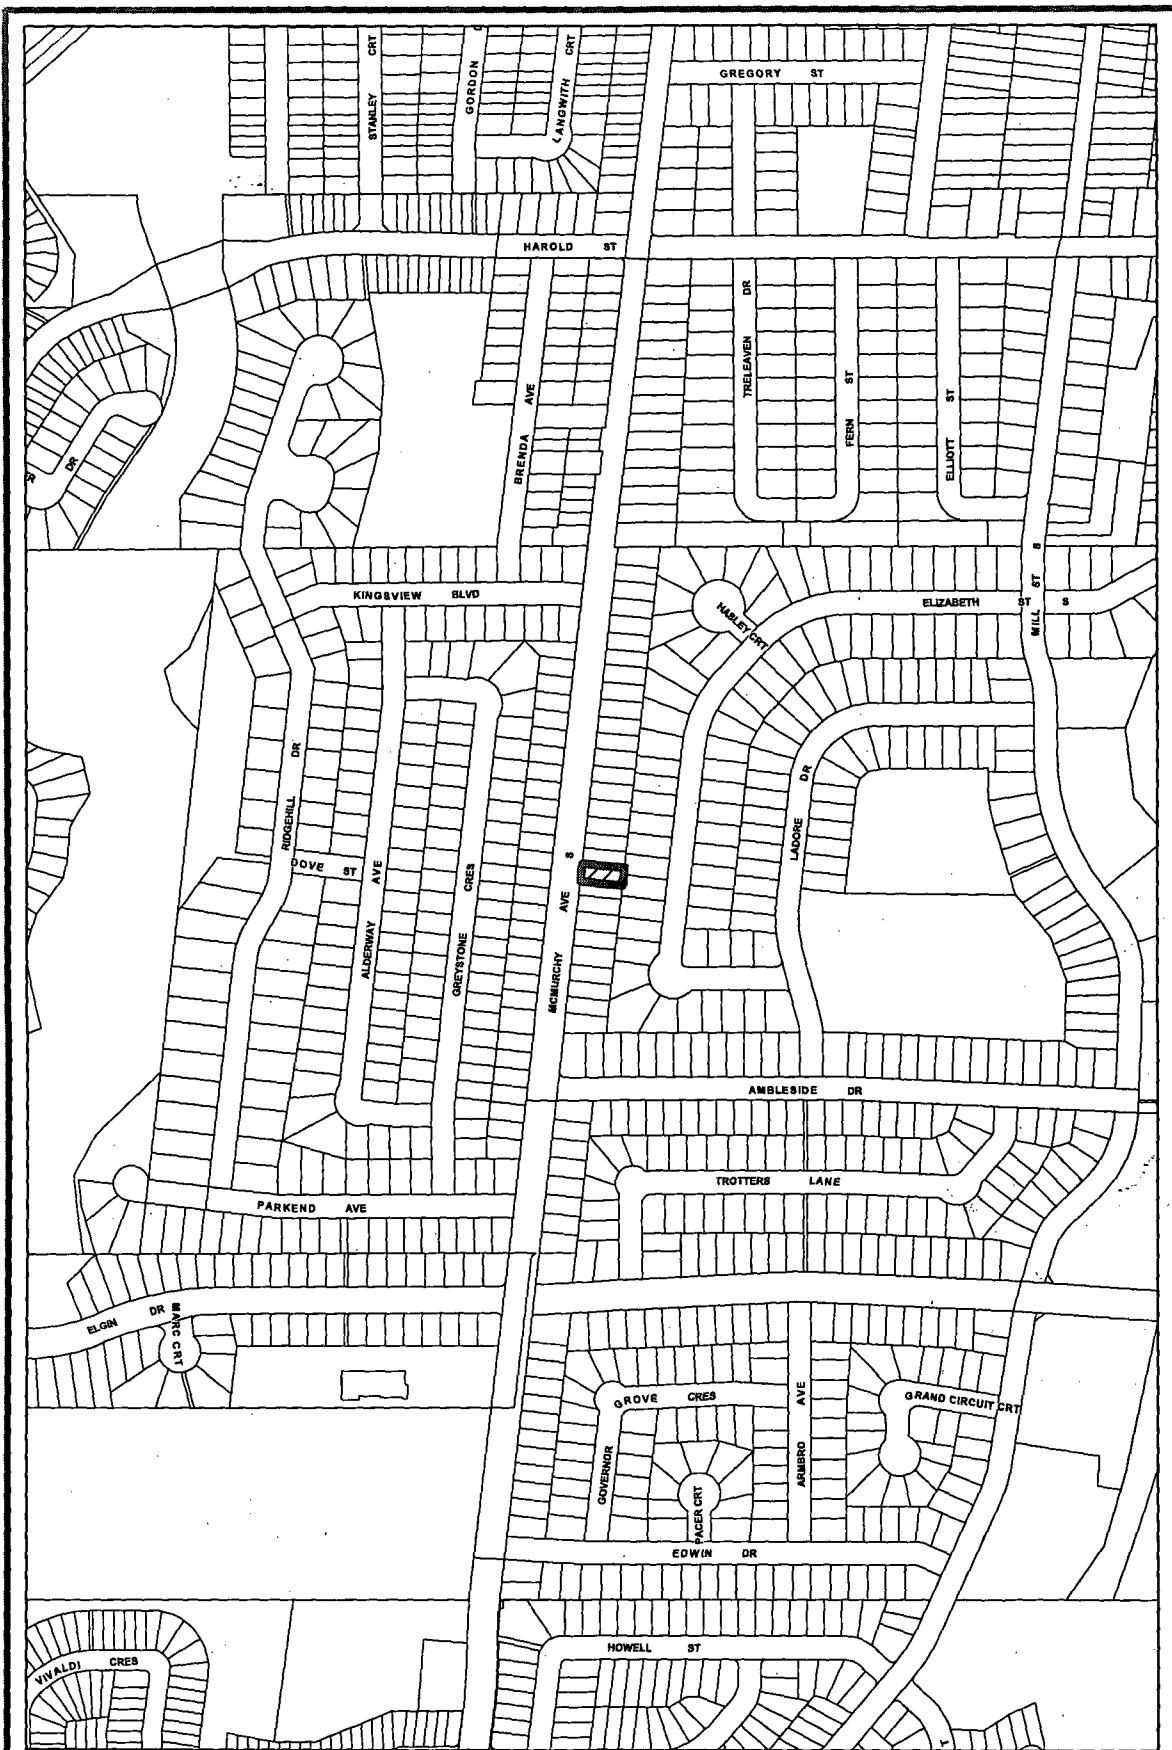 STANLEY CRT
GORDON
LANGWITH CRT
GREGORY ST
HAROLD ST
TRELEAVEN DR
FERN ST
ELLIOTT ST
BRENDA AVE
DR
KINGSVIEW BLVD
HASLEY CRT
ELIZABETH ST S
MILL ST S
RIDGEHILL DR
DOVE ST
ALDERWAY AVE
GREYSTONE CRES
MCMURCHY AVE S
LADORE DR
AMBLESIDE DR
TROTTERS LANE
PARKEND AVE
ELGIN DR
MARC CRT
GROVE CRES
GOVERNOR
PACER CRT
ARMBRO AVE
GRAND CIRCUIT CRT
EDWIN DR
HOWELL ST
VIVALDI CRES